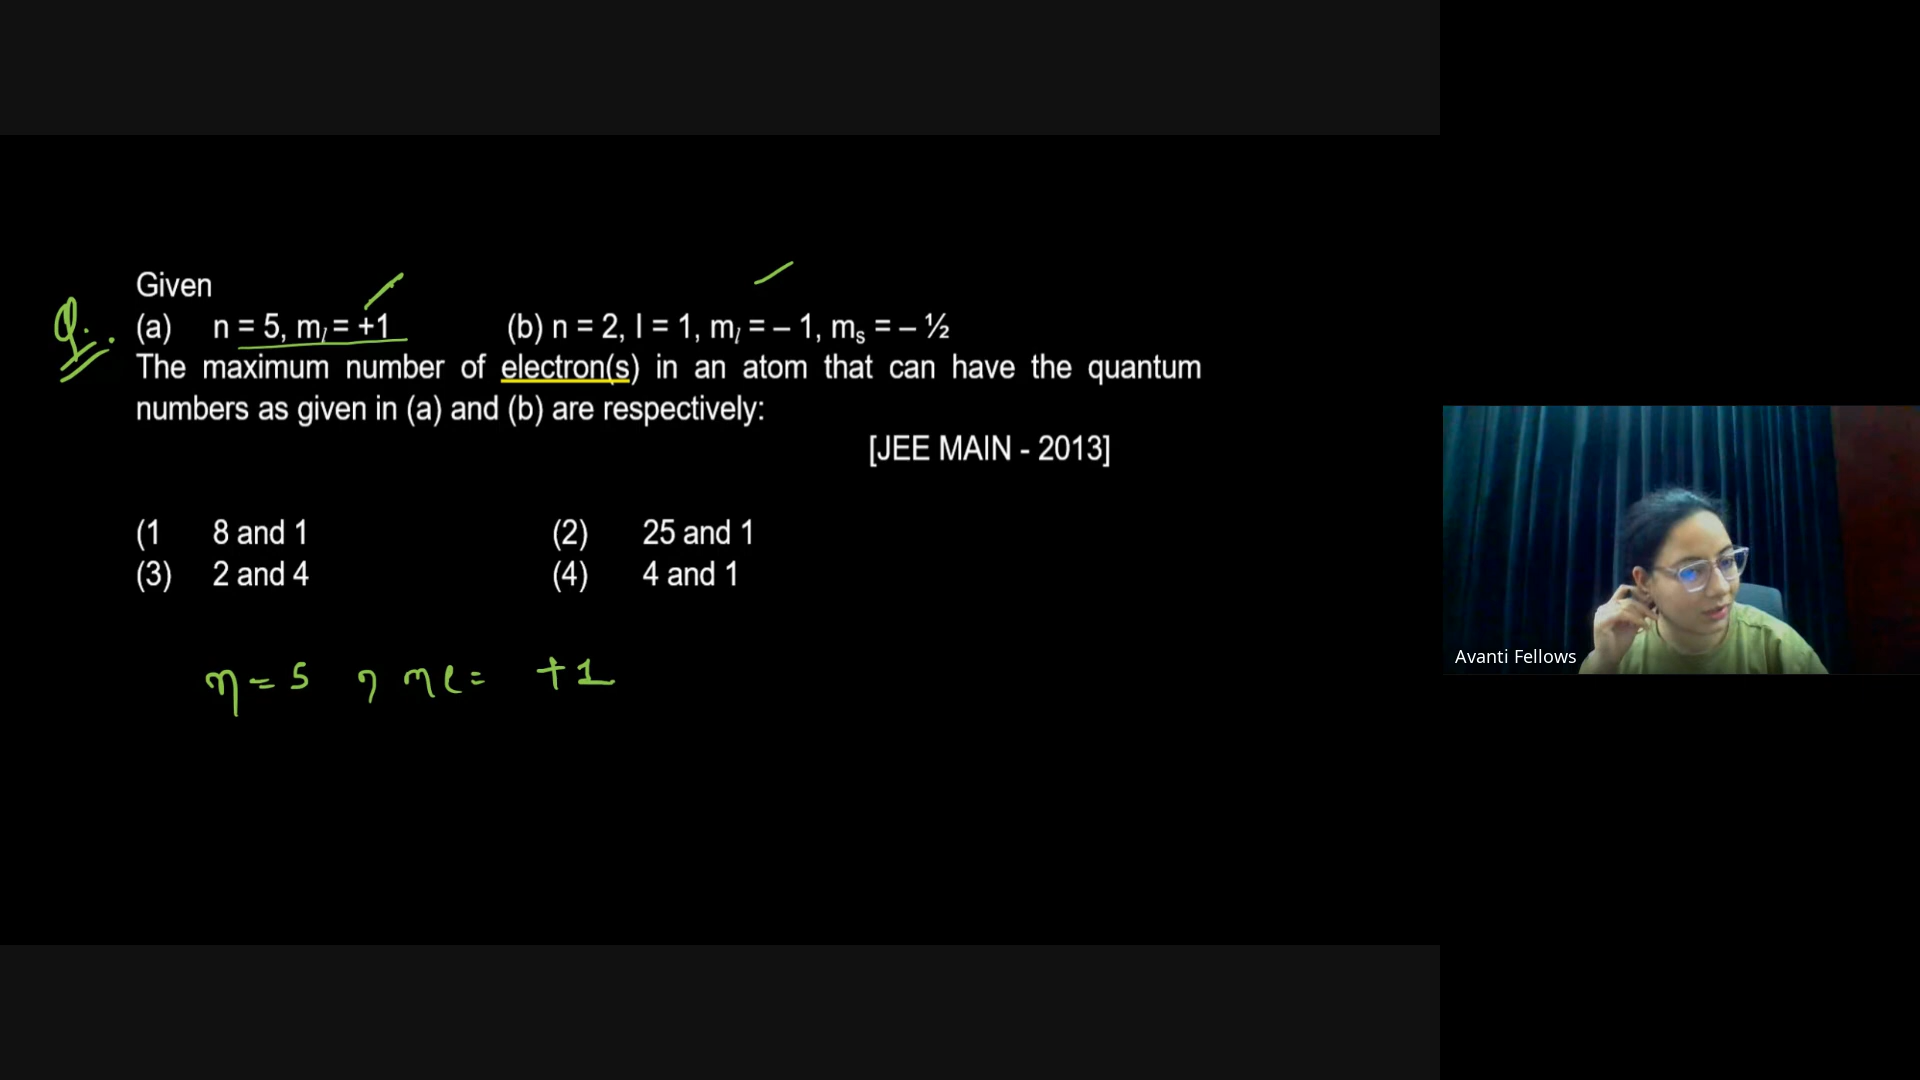 Given
Q. (a) n = 5, mₗ = +1 (b) n = 2, l = 1, mₗ = – 1, mₛ = – ½
The maximum number of electron(s) in an atom that can have the quantum
numbers as given in (a) and (b) are respectively:
[JEE MAIN - 2013]
(1 8 and 1 (2) 25 and 1
(3) 2 and 4 (4) 4 and 1
n = 5 , ml = +1
Avanti Fellows